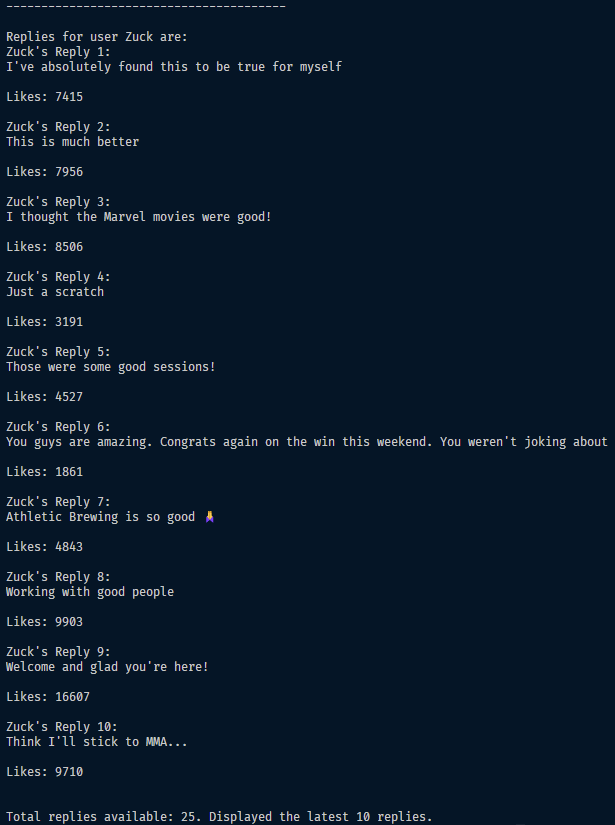 ----------------------------------------
Replies for user Zuck are:
Zuck's Reply 1:
I've absolutely found this to be true for myself
Likes: 7415
Zuck's Reply 2:
This is much better
Likes: 7956
Zuck's Reply 3:
I thought the Marvel movies were good!
Likes: 8506
Zuck's Reply 4:
Just a scratch
Likes: 3191
Zuck's Reply 5:
Those were some good sessions!
Likes: 4527
Zuck's Reply 6:
You guys are amazing. Congrats again on the win this weekend. You weren't joking about
Likes: 1861
Zuck's Reply 7:
Athletic Brewing is so good 🙏
Likes: 4843
Zuck's Reply 8:
Working with good people
Likes: 9903
Zuck's Reply 9:
Welcome and glad you're here!
Likes: 16607
Zuck's Reply 10:
Think I'll stick to MMA...
Likes: 9710
Total replies available: 25. Displayed the latest 10 replies.